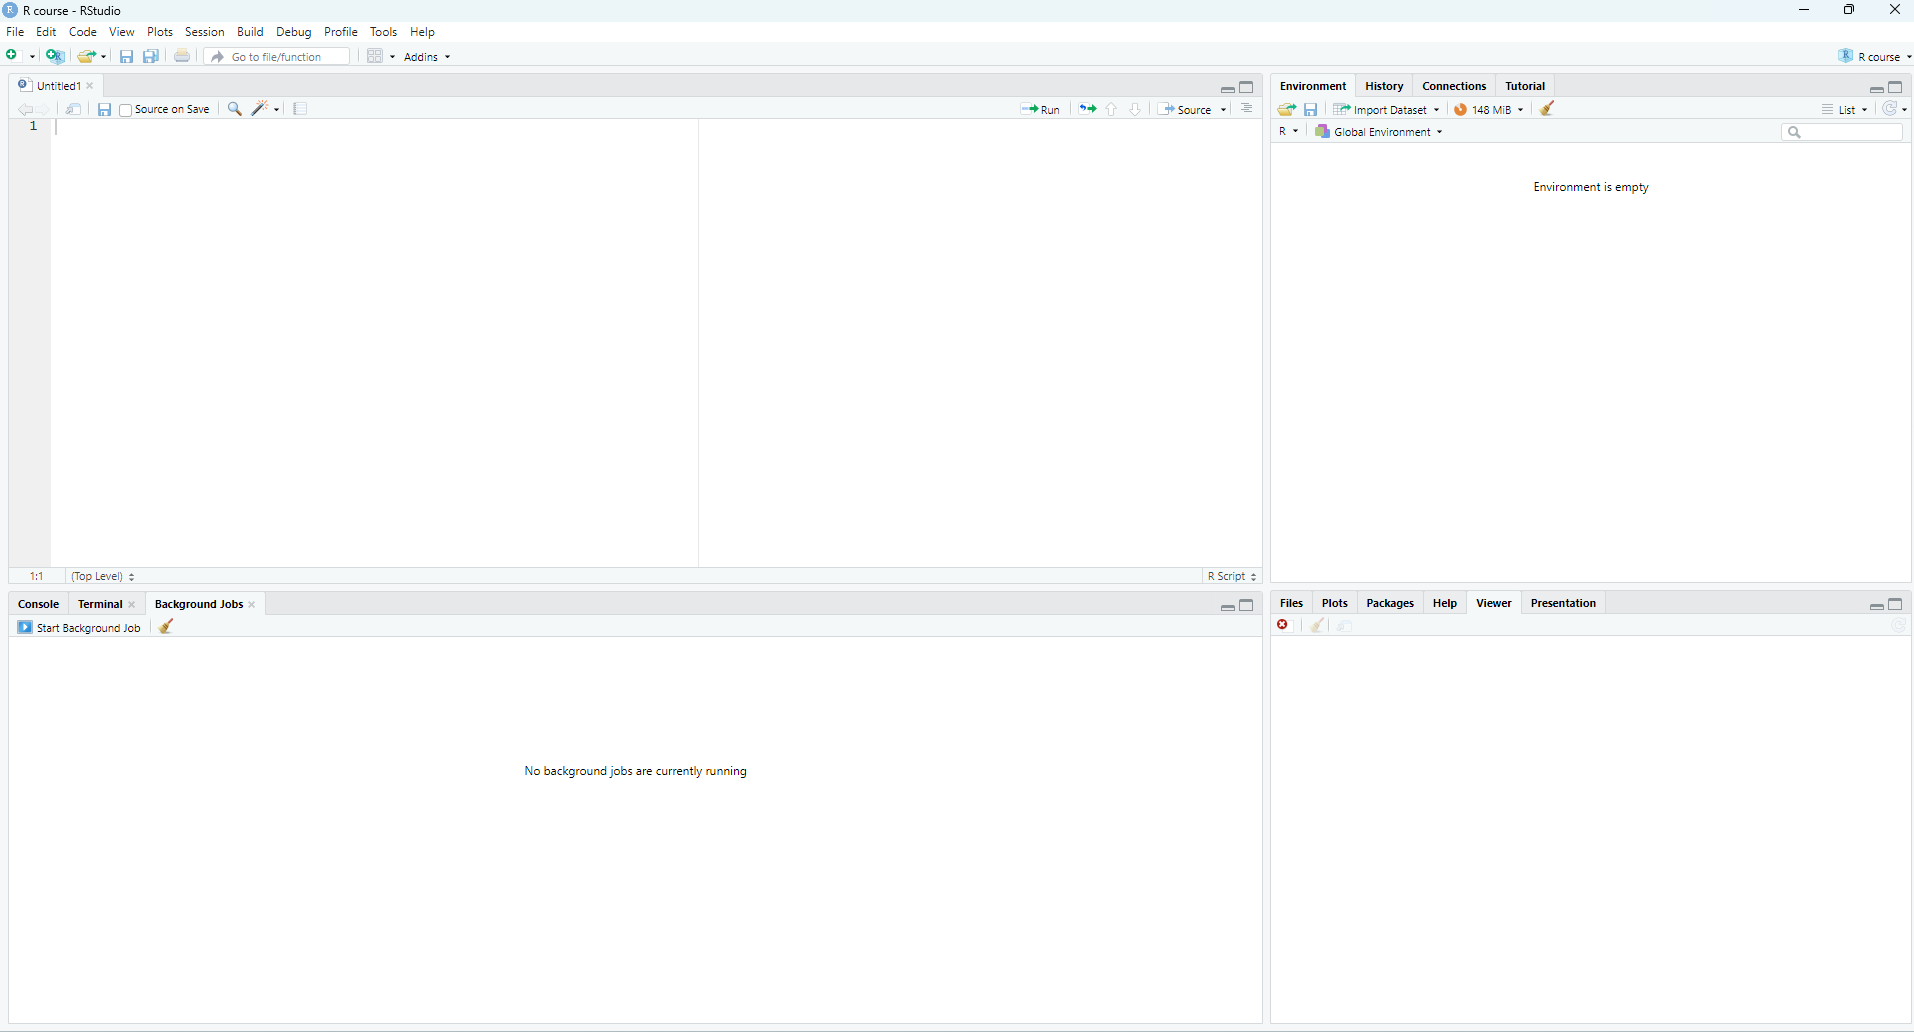 R course - RStudio
File Edit Code View Plots Session Build Debug Profile Tools Help
Go to file/function Addins R course
Untitled1
Source on Save Run Source
1
1:1 (Top Level) R Script
Console Terminal Background Jobs
Start Background Job
No background jobs are currently running
Environment History Connections Tutorial
Import Dataset 148 MiB List
R Global Environment
Environment is empty
Files Plots Packages Help Viewer Presentation